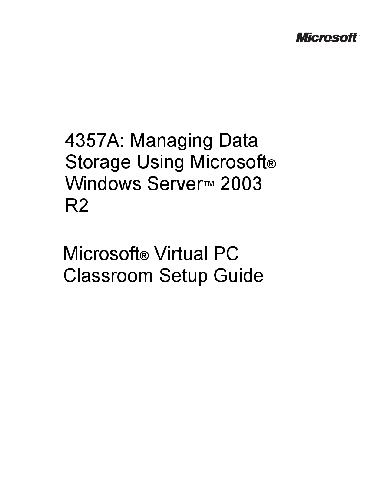 Microsoft
4357A: Managing Data
Storage Using Microsoft®
Windows Server™ 2003
R2
Microsoft® Virtual PC
Classroom Setup Guide